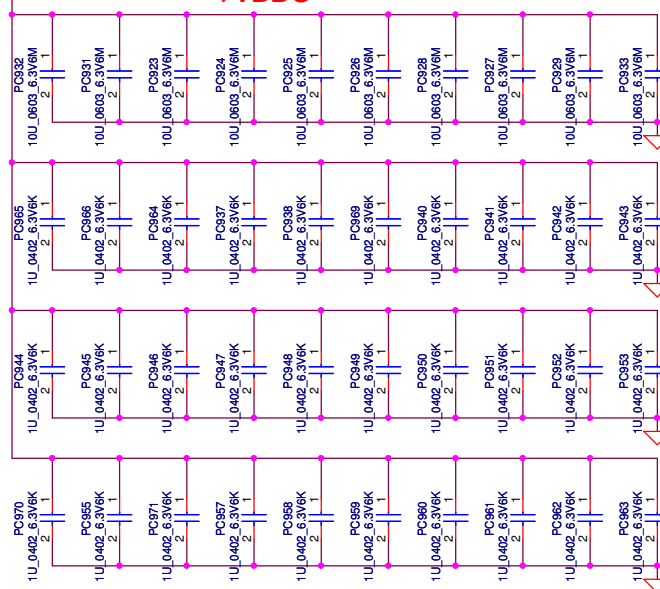 PC932 10U_0603_6.3V6M 1 2
PC931 10U_0603_6.3V6M 1 2
PC923 10U_0603_6.3V6M 1 2
PC924 10U_0603_6.3V6M 1 2
PC925 10U_0603_6.3V6M 1 2
PC926 10U_0603_6.3V6M 1 2
PC928 10U_0603_6.3V6M 1 2
PC927 10U_0603_6.3V6M 1 2
PC929 10U_0603_6.3V6M 1 2
PC933 10U_0603_6.3V6M 1 2
PC965 1U_0402_6.3V6K 1 2
PC966 1U_0402_6.3V6K 1 2
PC964 1U_0402_6.3V6K 1 2
PC937 1U_0402_6.3V6K 1 2
PC938 1U_0402_6.3V6K 1 2
PC969 1U_0402_6.3V6K 1 2
PC940 1U_0402_6.3V6K 1 2
PC941 1U_0402_6.3V6K 1 2
PC942 1U_0402_6.3V6K 1 2
PC943 1U_0402_6.3V6K 1 2
PC944 1U_0402_6.3V6K 1 2
PC945 1U_0402_6.3V6K 1 2
PC946 1U_0402_6.3V6K 1 2
PC947 1U_0402_6.3V6K 1 2
PC948 1U_0402_6.3V6K 1 2
PC949 1U_0402_6.3V6K 1 2
PC950 1U_0402_6.3V6K 1 2
PC951 1U_0402_6.3V6K 1 2
PC952 1U_0402_6.3V6K 1 2
PC953 1U_0402_6.3V6K 1 2
PC970 1U_0402_6.3V6K 1 2
PC955 1U_0402_6.3V6K 1 2
PC971 1U_0402_6.3V6K 1 2
PC957 1U_0402_6.3V6K 1 2
PC958 1U_0402_6.3V6K 1 2
PC959 1U_0402_6.3V6K 1 2
PC960 1U_0402_6.3V6K 1 2
PC961 1U_0402_6.3V6K 1 2
PC962 1U_0402_6.3V6K 1 2
PC963 1U_0402_6.3V6K 1 2